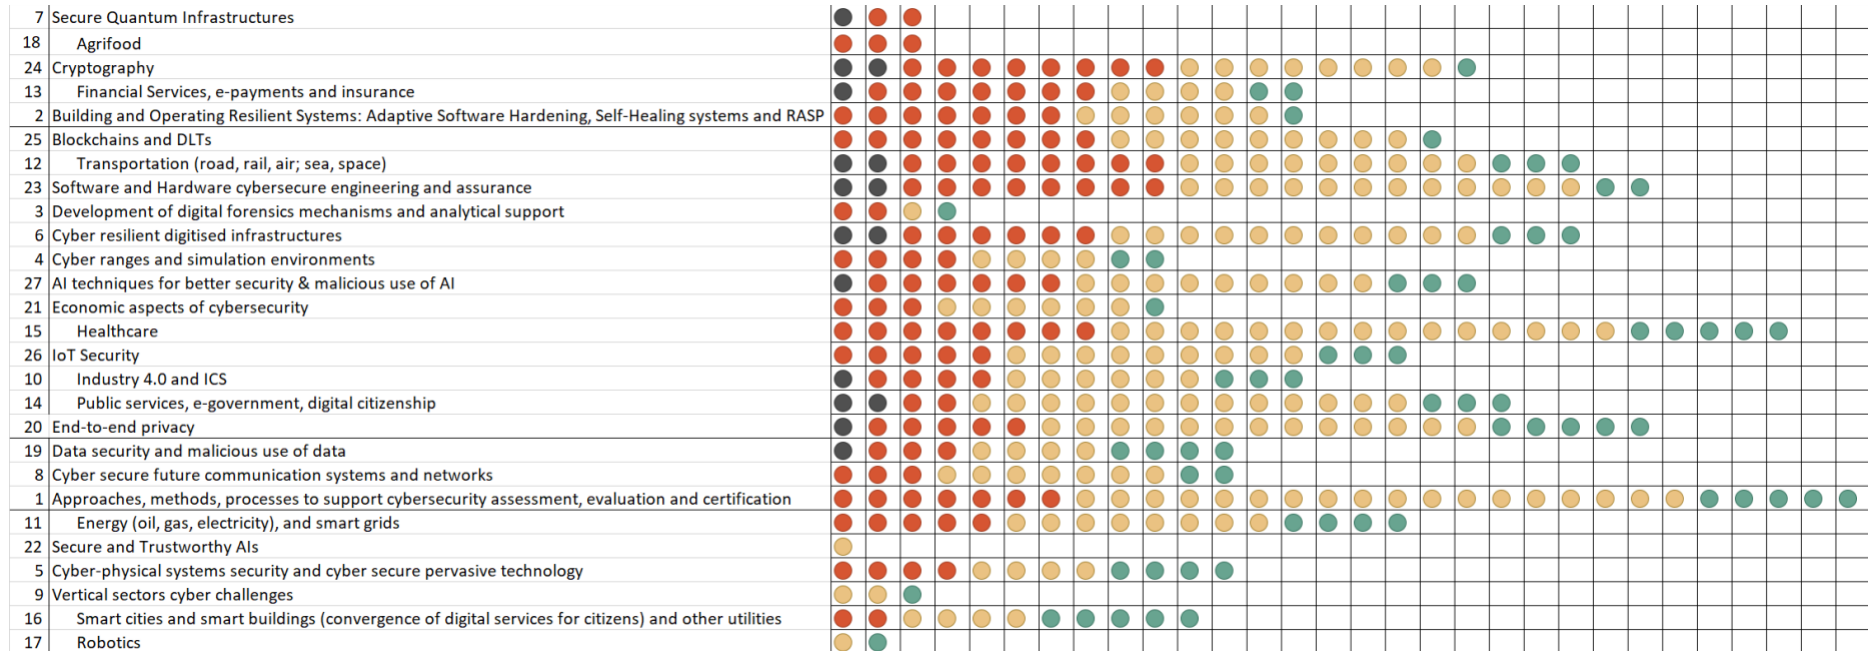 7 Secure Quantum Infrastructures
18 Agrifood
24 Cryptography
13 Financial Services, e-payments and insurance
2 Building and Operating Resilient Systems: Adaptive Software Hardening, Self-Healing systems and RASP
25 Blockchains and DLTs
12 Transportation (road, rail, air; sea, space)
23 Software and Hardware cybersecure engineering and assurance
3 Development of digital forensics mechanisms and analytical support
6 Cyber resilient digitised infrastructures
4 Cyber ranges and simulation environments
27 AI techniques for better security & malicious use of AI
21 Economic aspects of cybersecurity
15 Healthcare
26 IoT Security
10 Industry 4.0 and ICS
14 Public services, e-government, digital citizenship
20 End-to-end privacy
19 Data security and malicious use of data
8 Cyber secure future communication systems and networks
1 Approaches, methods, processes to support cybersecurity assessment, evaluation and certification
11 Energy (oil, gas, electricity), and smart grids
22 Secure and Trustworthy AIs
5 Cyber-physical systems security and cyber secure pervasive technology
9 Vertical sectors cyber challenges
16 Smart cities and smart buildings (convergence of digital services for citizens) and other utilities
17 Robotics